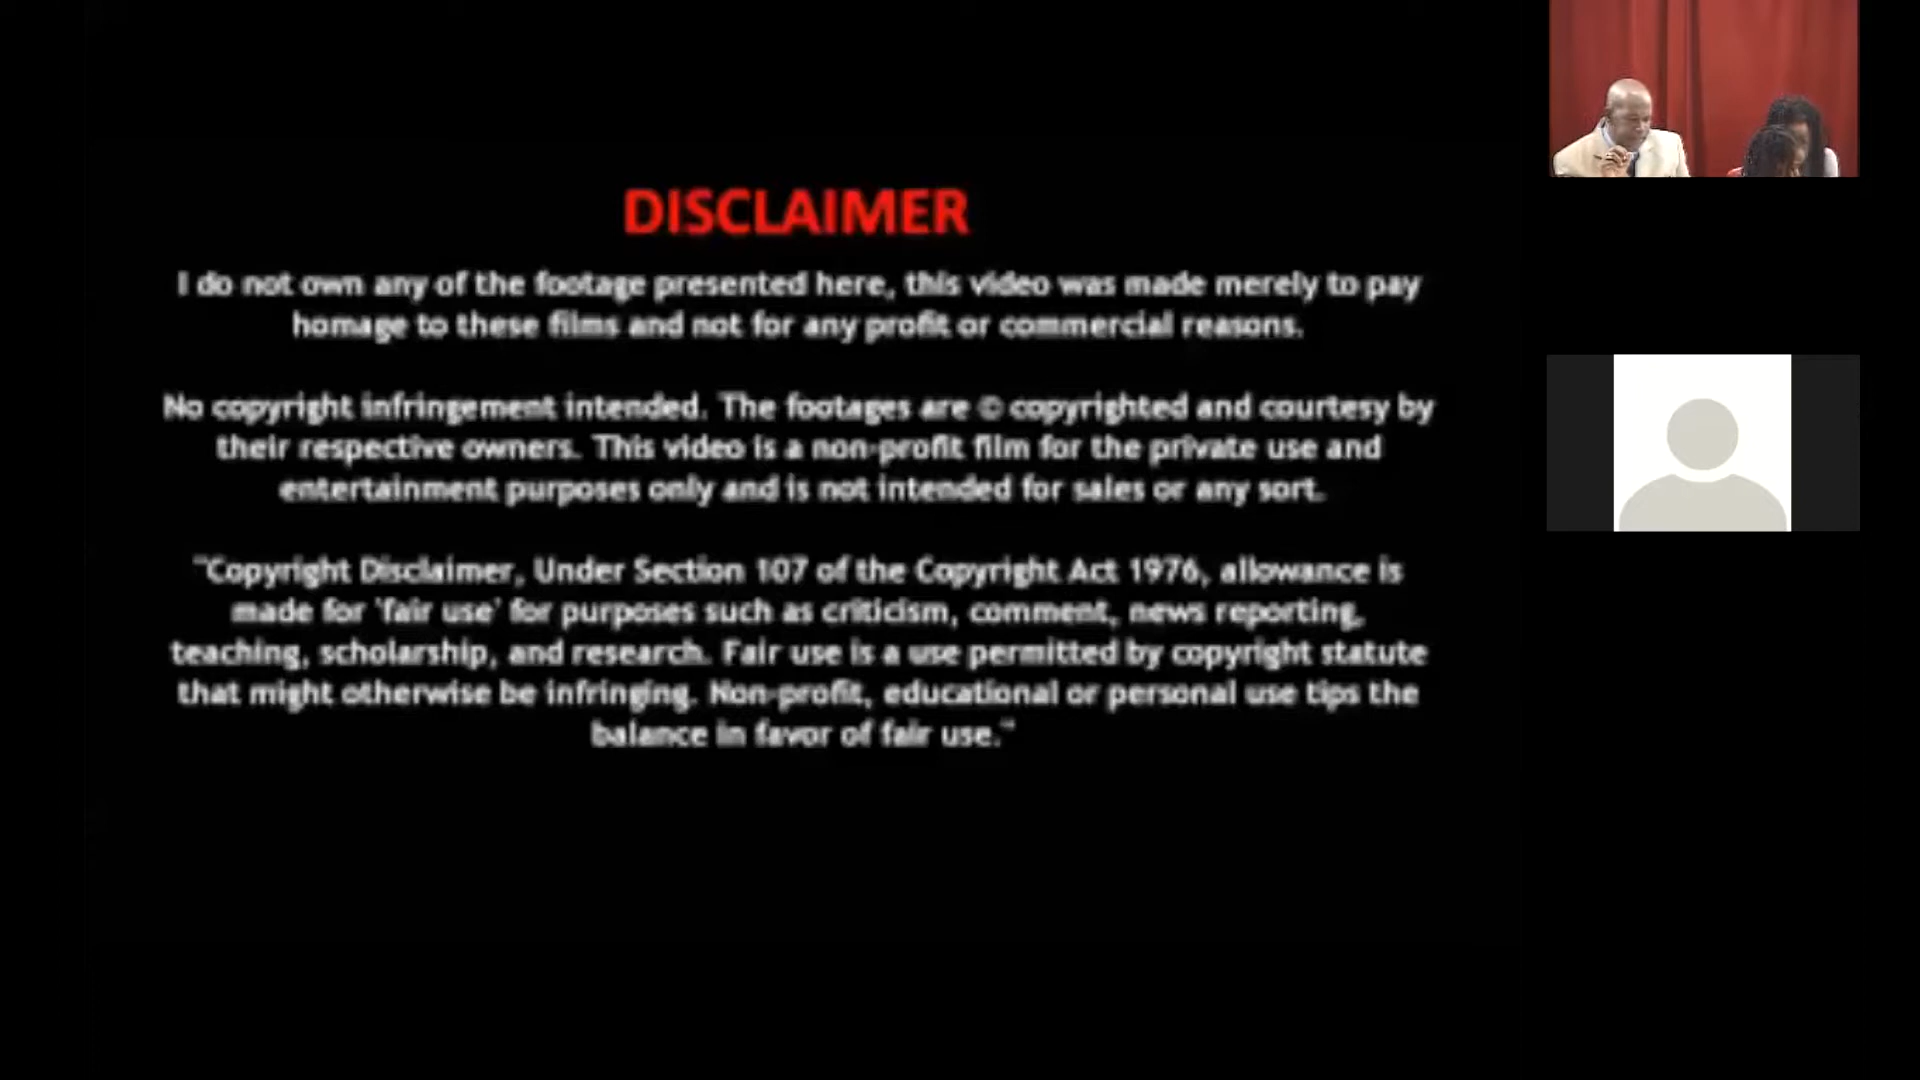 DISCLAIMER
I do not own any of the footage presented here, this video was made merely to pay
homage to these films and not for any profit or commercial reasons.
No copyright infringement intended. The footages are © copyrighted and courtesy by
their respective owners. This video is a non-profit film for the private use and
entertainment purposes only and is not intended for sales or any sort.
"Copyright Disclaimer, Under Section 107 of the Copyright Act 1976, allowance is
made for 'fair use' for purposes such as criticism, comment, news reporting,
teaching, scholarship, and research. Fair use is a use permitted by copyright statute
that might otherwise be infringing. Non-profit, educational or personal use tips the
balance in favor of fair use."